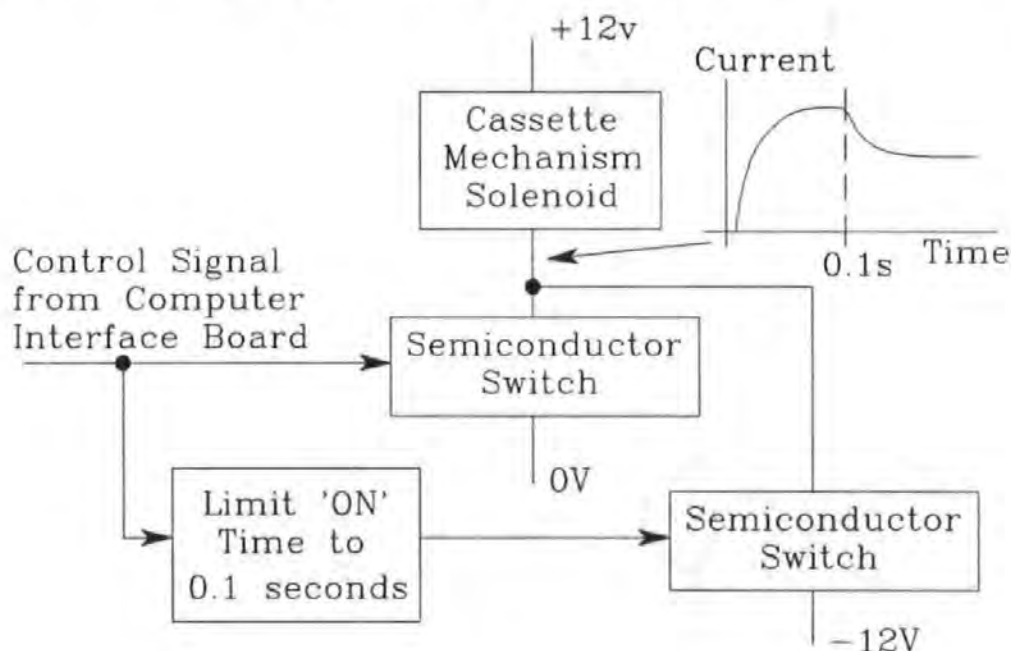 +12v
Current
Cassette
Mechanism
Solenoid
0.1s
Time
Control Signal
from Computer
Interface Board
Semiconductor
Switch
0V
Limit 'ON'
Time to
0.1 seconds
Semiconductor
Switch
-12V